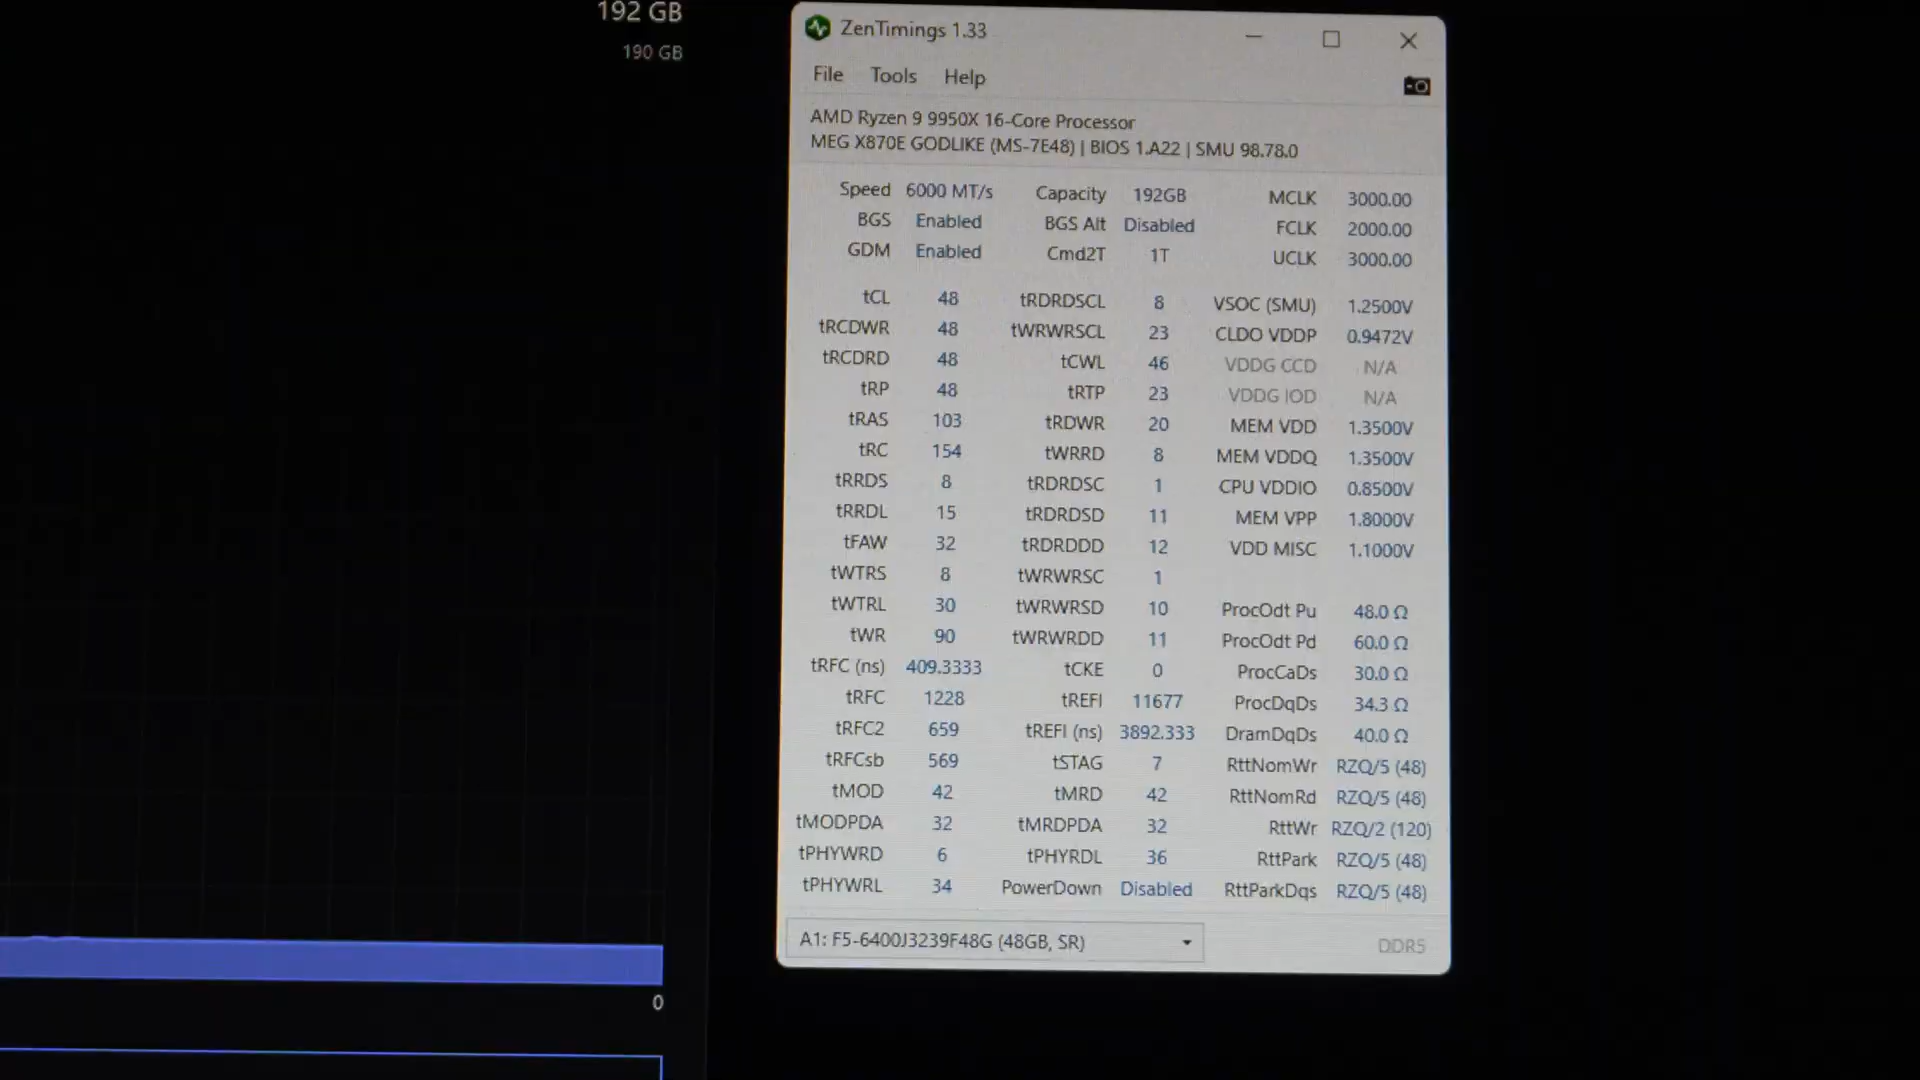 192 GB
190 GB
ZenTimings 1.33
File Tools Help
AMD Ryzen 9 9950X 16-Core Processor
MEG X870E GODLIKE (MS-7E48) | BIOS 1.A22 | SMU 98.78.0
Speed 6000 MT/s Capacity 192GB MCLK 3000.00
BGS Enabled BGS Alt Disabled FCLK 2000.00
GDM Enabled Cmd2T 1T UCLK 3000.00
tCL 48 tRDRDSCL 8 VSOC (SMU) 1.2500V
tRCDWR 48 tWRWRSCL 23 CLDO VDDP 0.9472V
tRCDRD 48 tCWL 46 VDDG CCD N/A
tRP 48 tRTP 23 VDDG IOD N/A
tRAS 103 tRDWR 20 MEM VDD 1.3500V
tRC 154 tWRRD 8 MEM VDDQ 1.3500V
tRRDS 8 tRDRDSC 1 CPU VDDIO 0.8500V
tRRDL 15 tRDRDSD 11 MEM VPP 1.8000V
tFAW 32 tRDRDDD 12 VDD MISC 1.1000V
tWTRS 8 tWRWRSC 1
tWTRL 30 tWRWRSD 10 ProcOdt Pu 48.0 Ω
tWR 90 tWRWRDD 11 ProcOdt Pd 60.0 Ω
tRFC (ns) 409.3333 tCKE 0 ProcCaDs 30.0 Ω
tRFC 1228 tREFI 11677 ProcDqDs 34.3 Ω
tRFC2 659 tREFI (ns) 3892.333 DramDqDs 40.0 Ω
tRFCsb 569 tSTAG 7 RttNomWr RZQ/5 (48)
tMOD 42 tMRD 42 RttNomRd RZQ/5 (48)
tMODPDA 32 tMRDPDA 32 RttWr RZQ/2 (120)
tPHYWRD 6 tPHYRDL 36 RttPark RZQ/5 (48)
tPHYWRL 34 PowerDown Disabled RttParkDqs RZQ/5 (48)
A1: F5-6400J3239F48G (48GB, SR) DDR5
0